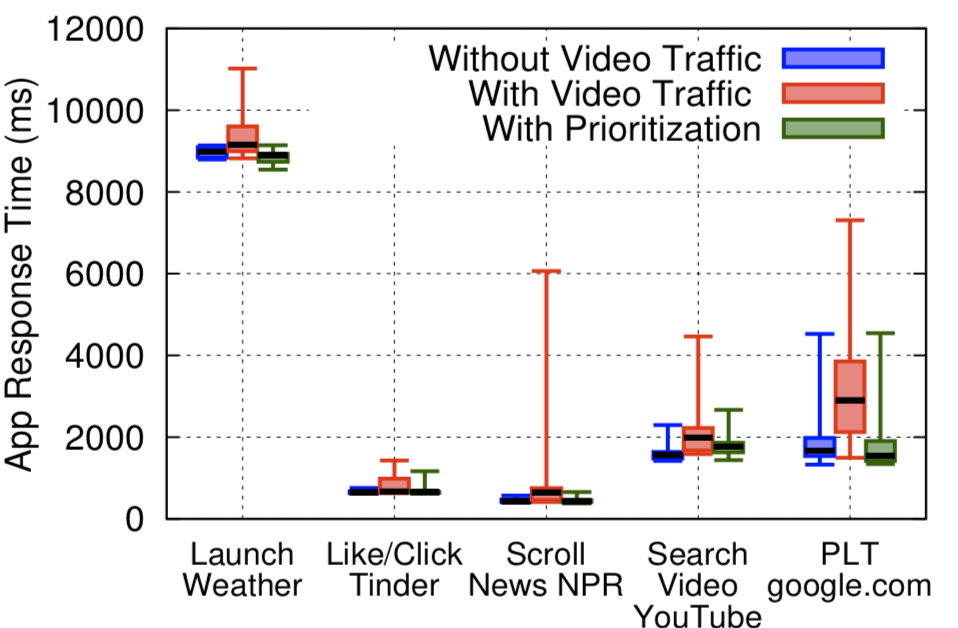 12000
10000
8000
6000
4000
2000
0
App Response Time (ms)
Without Video Traffic
With Video Traffic
With Prioritization
Launch
Weather
Like/Click
Tinder
Scroll
News NPR
Search
Video
YouTube
PLT
google.com